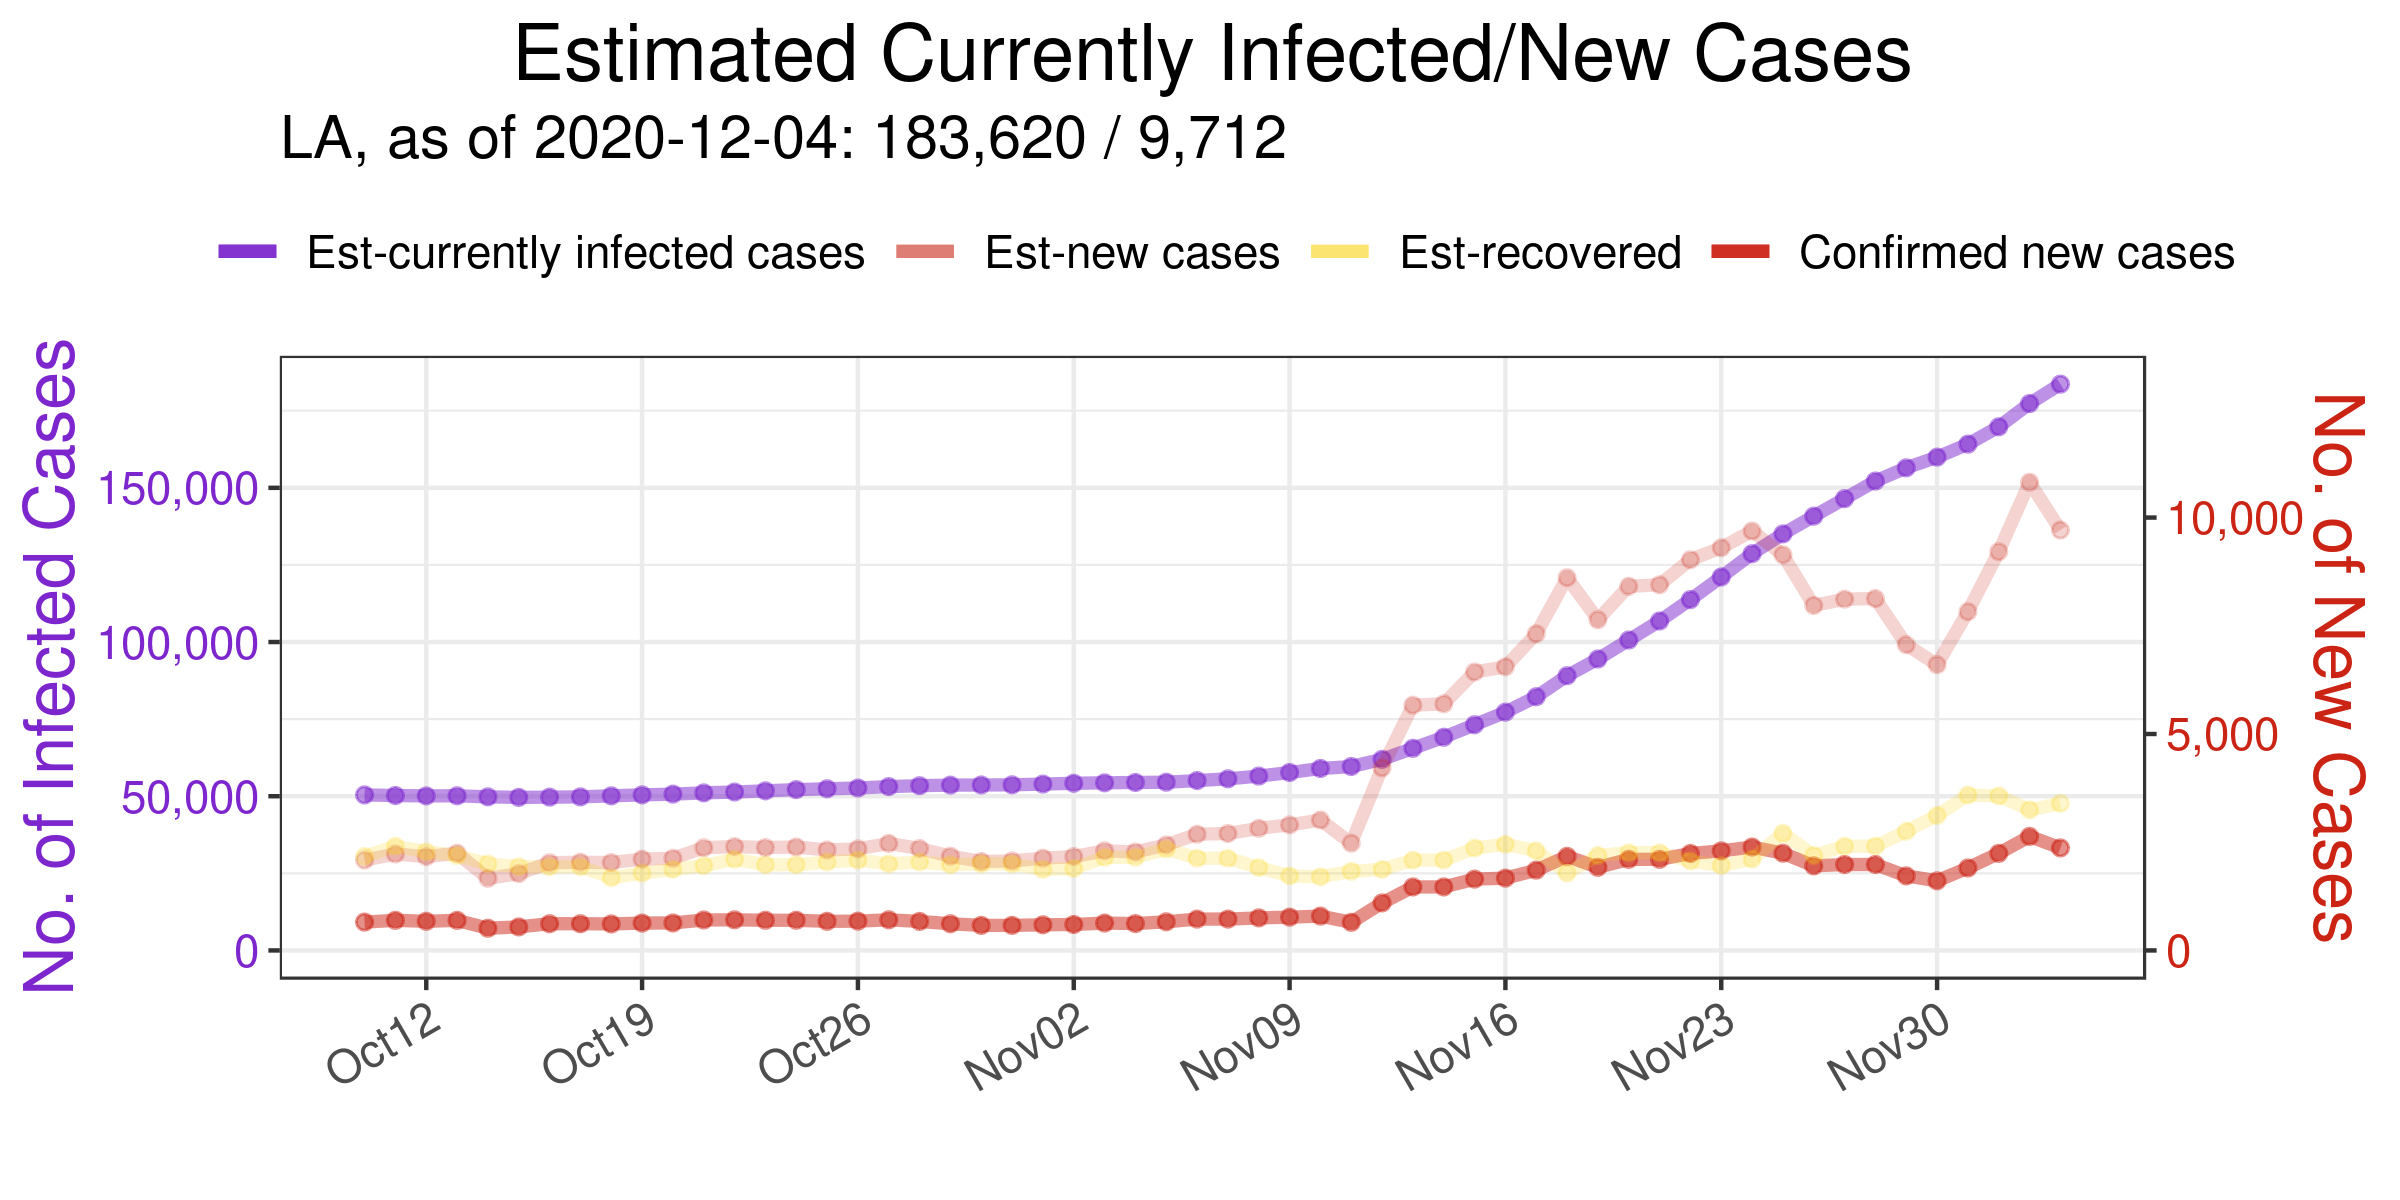 Estimated Currently Infected/New Cases
LA, as of 2020-12-04: 183,620 / 9,712
Est-currently infected cases Est-new cases Est-recovered Confirmed new cases
No. of Infected Cases
150,000
100,000
50,000
0
10,000
5,000
0
No. of New Cases
Oct12 Oct19 Oct26 Nov02 Nov09 Nov16 Nov23 Nov30